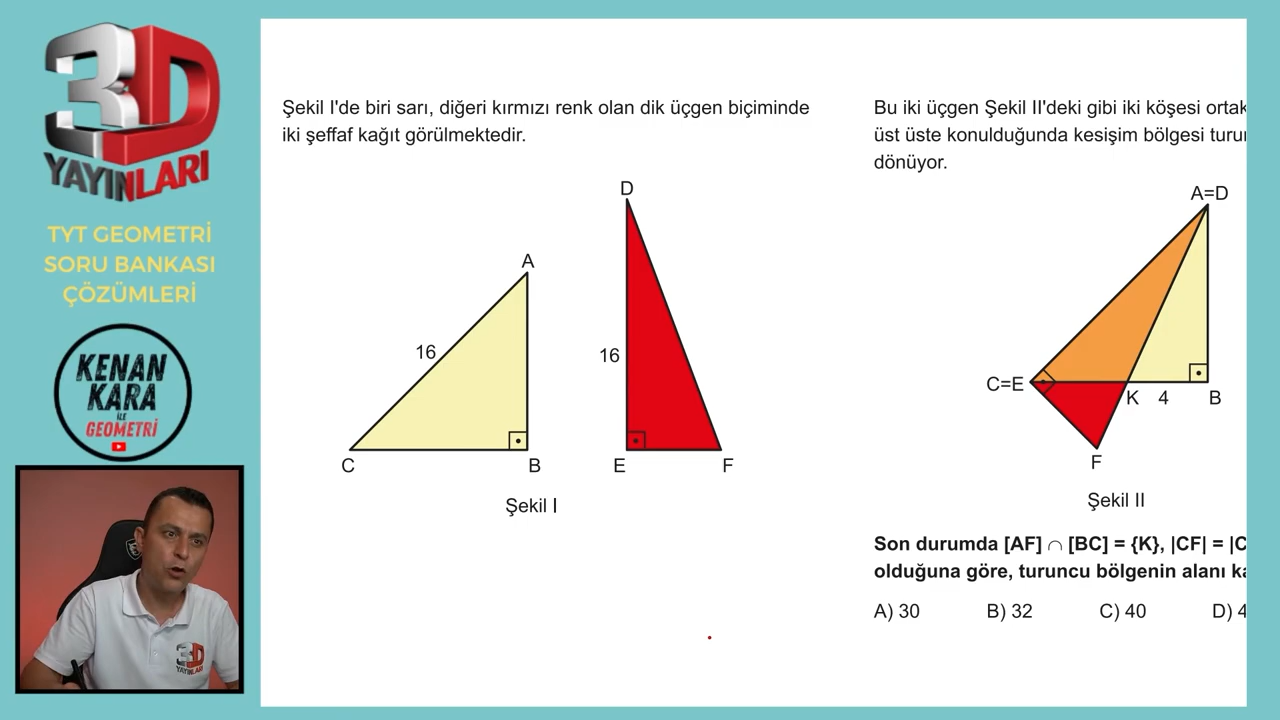 3D
YAYINLARI
TYT GEOMETRİ
SORU BANKASI
ÇÖZÜMLERİ
KENAN
KARA
İLE
GEOMETRİ
3D
YAYINLARI
Şekil I'de biri sarı, diğeri kırmızı renk olan dik üçgen biçiminde
iki şeffaf kağıt görülmektedir.
A
16
C
B
D
16
E
F
Şekil I
Bu iki üçgen Şekil II'deki gibi iki köşesi ortak
üst üste konulduğunda kesişim bölgesi
dönüyor.
A=D
C=E
K
4
B
F
Şekil II
Son durumda [AF] ∩ [BC] = {K}, |CF| =
olduğuna göre, turuncu bölgenin alanı
A) 30
B) 32
C) 40
D)